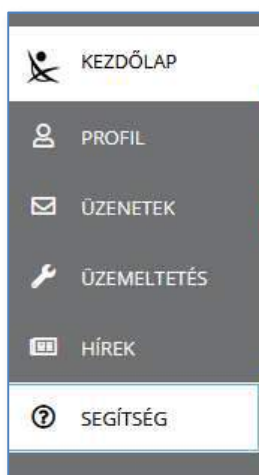 KEZDŐLAP
PROFIL
ÜZENETEK
ÜZEMELTETÉS
HÍREK
SEGÍTSÉG